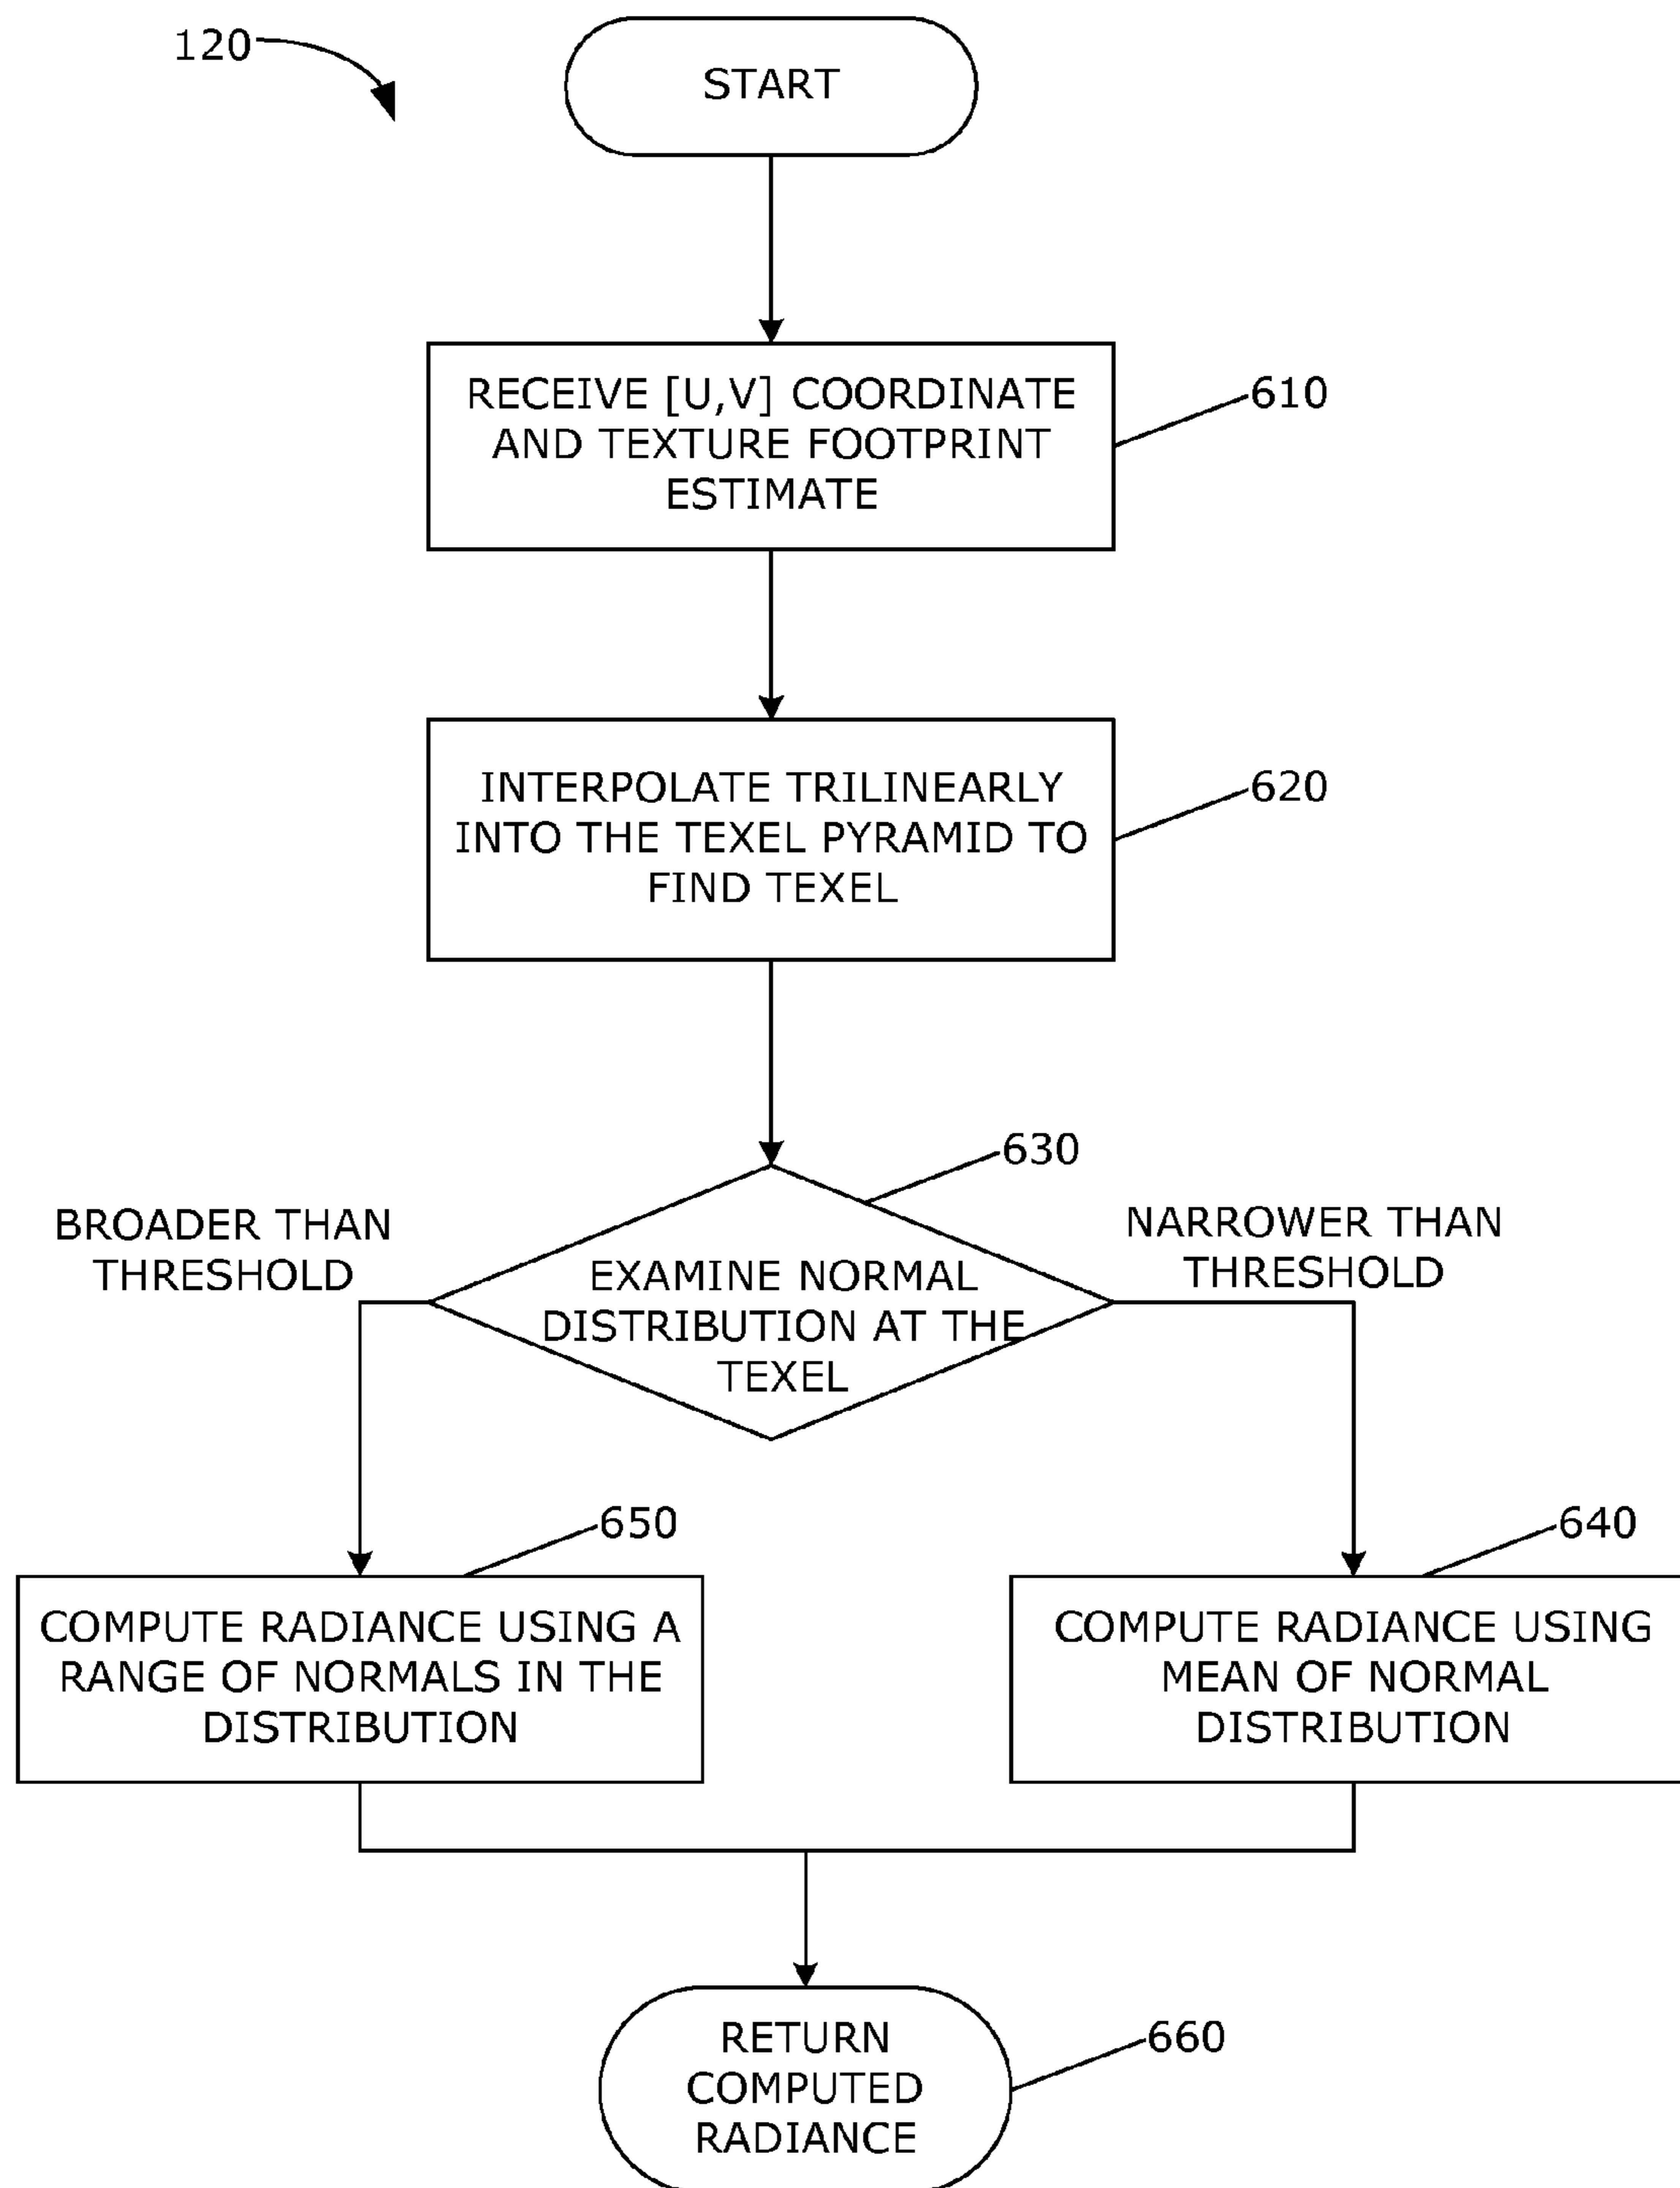 120
START
RECEIVE [U,V] COORDINATE
AND TEXTURE FOOTPRINT
ESTIMATE
610
INTERPOLATE TRILINEARLY
INTO THE TEXEL PYRAMID TO
FIND TEXEL
620
630
BROADER THAN
THRESHOLD
NARROWER THAN
THRESHOLD
EXAMINE NORMAL
DISTRIBUTION AT THE
TEXEL
650
640
COMPUTE RADIANCE USING A
RANGE OF NORMALS IN THE
DISTRIBUTION
COMPUTE RADIANCE USING
MEAN OF NORMAL
DISTRIBUTION
RETURN
COMPUTED
RADIANCE
660